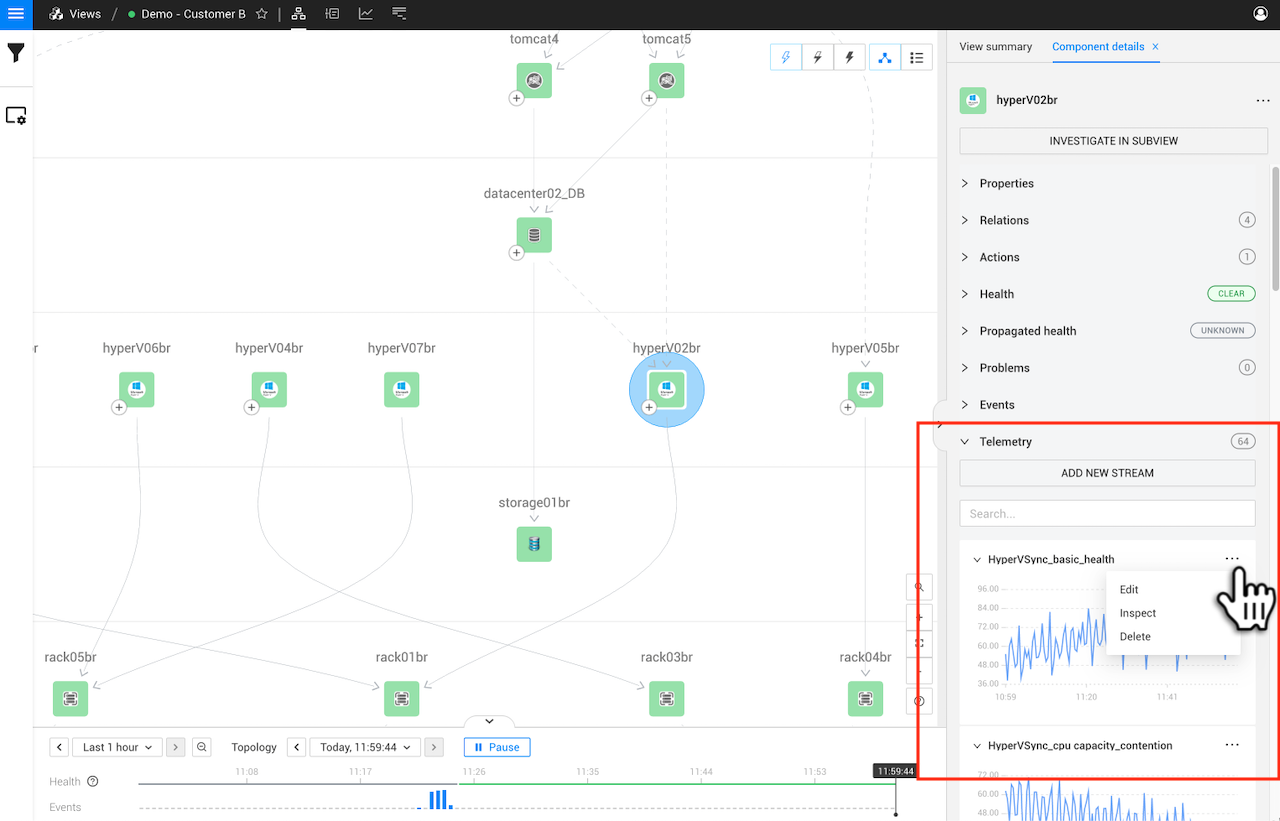 Views / Demo - Customer B
View summary
Component details ×
hyperV02br
INVESTIGATE IN SUBVIEW
Properties
Relations 4
Actions 1
Health CLEAR
Propagated health UNKNOWN
Problems 0
Events
Telemetry 64
ADD NEW STREAM
Search...
HyperVSync_basic_health
Edit
Inspect
Delete
96.00
84.00
72.00
60.00
48.00
36.00
10:59 11:20 11:41
HyperVSync_cpu capacity_contention
72.00
60.00
48.00
tomcat4 tomcat5
datacenter02_DB
r hyperV06br hyperV04br hyperV07br hyperV02br hyperV05br
storage01br
rack05br rack01br rack03br rack04br
Last 1 hour Topology Today, 11:59:44 Pause
11:08 11:17 11:26 11:35 11:44 11:53 11:59:44
Health
Events